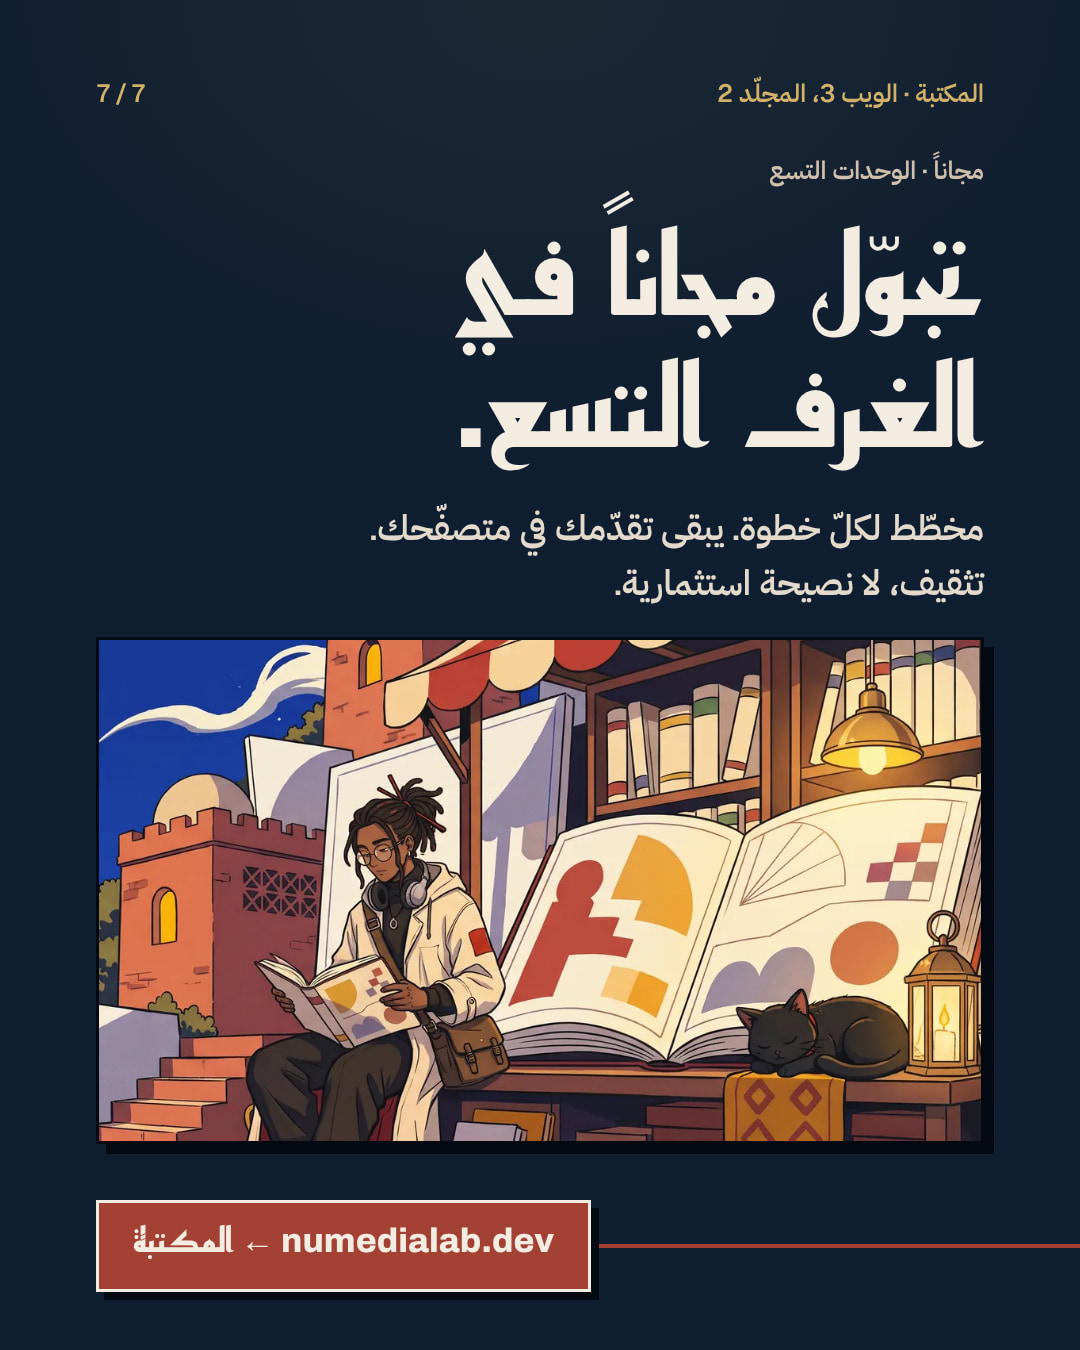 المكتبة · الويب 3، المجلّد 2
7 / 7
مجاناً · الوحدات التسع
تجوّل مجاناً في
الغرف التسع.
مخطّط لكلّ خطوة. يبقى تقدّمك في متصفّحك.
تثقيف، لا نصيحة استثمارية.
numedialab.dev ← المكتبة